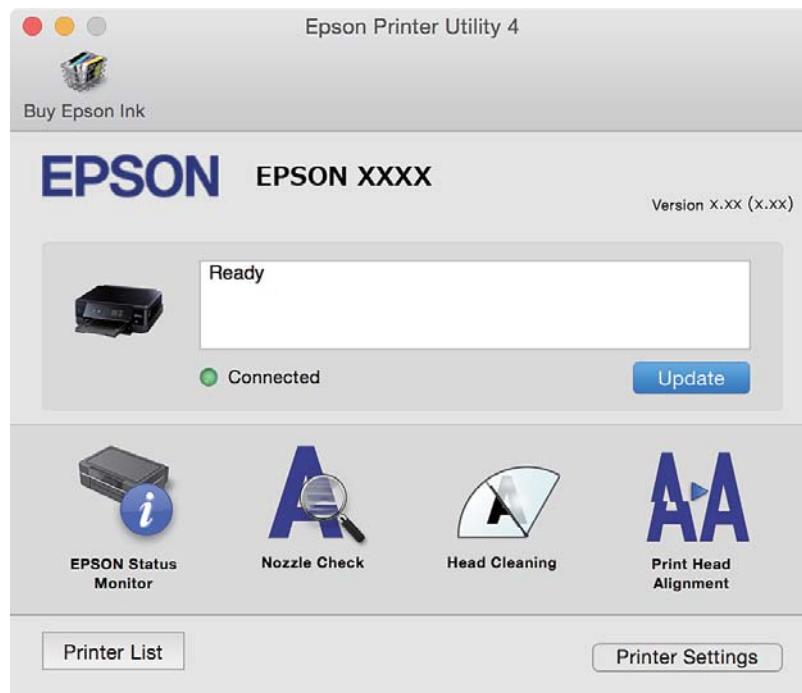 Epson Printer Utility 4
Buy Epson Ink
EPSON
EPSON XXXX
Version x.xx (x.xx)
Ready
Connected
Update
EPSON Status
Monitor
Nozzle Check
Head Cleaning
Print Head
Alignment
Printer List
Printer Settings